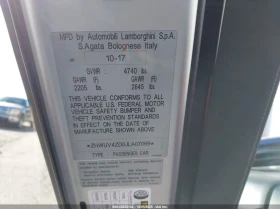 MFD by Automobili Lamborghini S.p.A.
S.Agata Bolognese Italy
10-17
GVWR 4740 lbs.
GAWR (F) GAWR (R)
2205 lbs. 2645 lbs.
THIS VEHICLE CONFORMS TO ALL
APPLICABLE U.S. FEDERAL MOTOR
VEHICLE SAFETY BUMPER AND
THEFT PREVENTION STANDARDS
IN EFFECT ON THE DATE OF
MANUFACTURE SHOWN ABOVE
TYPE : PASSENGER CAR